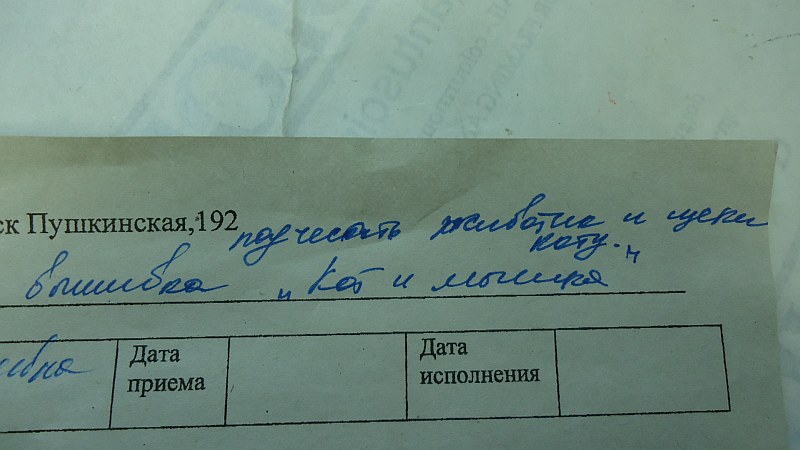 ск Пушкинская,192
подчесать животик и щеки
коту.
вышивка „Кот и мышка“
Дата приема
Дата исполнения